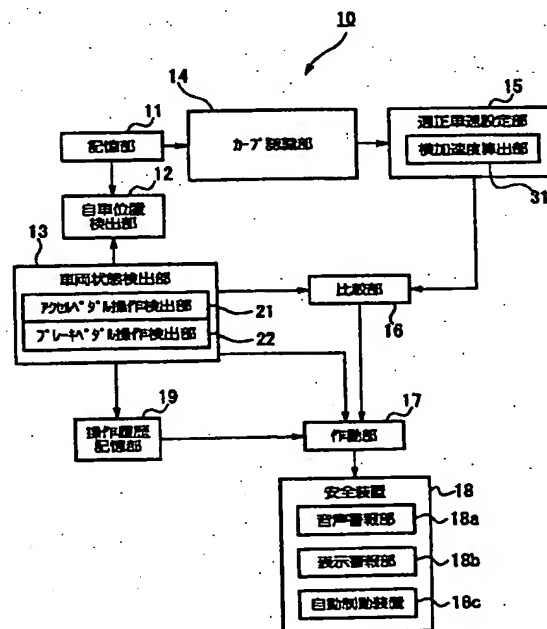 10
14
15
11
カーブ認識部
適正車速設定部
記憶部
横加速度算出部
12
31
自車位置
検出部
13
車両状態検出部
比較部
アクセルペダル操作検出部
21
16
ブレーキペダル操作検出部
22
19
17
操作履歴
記憶部
作動部
安全装置
18
音声警報部
18a
表示警報部
18b
自動制動装置
18c